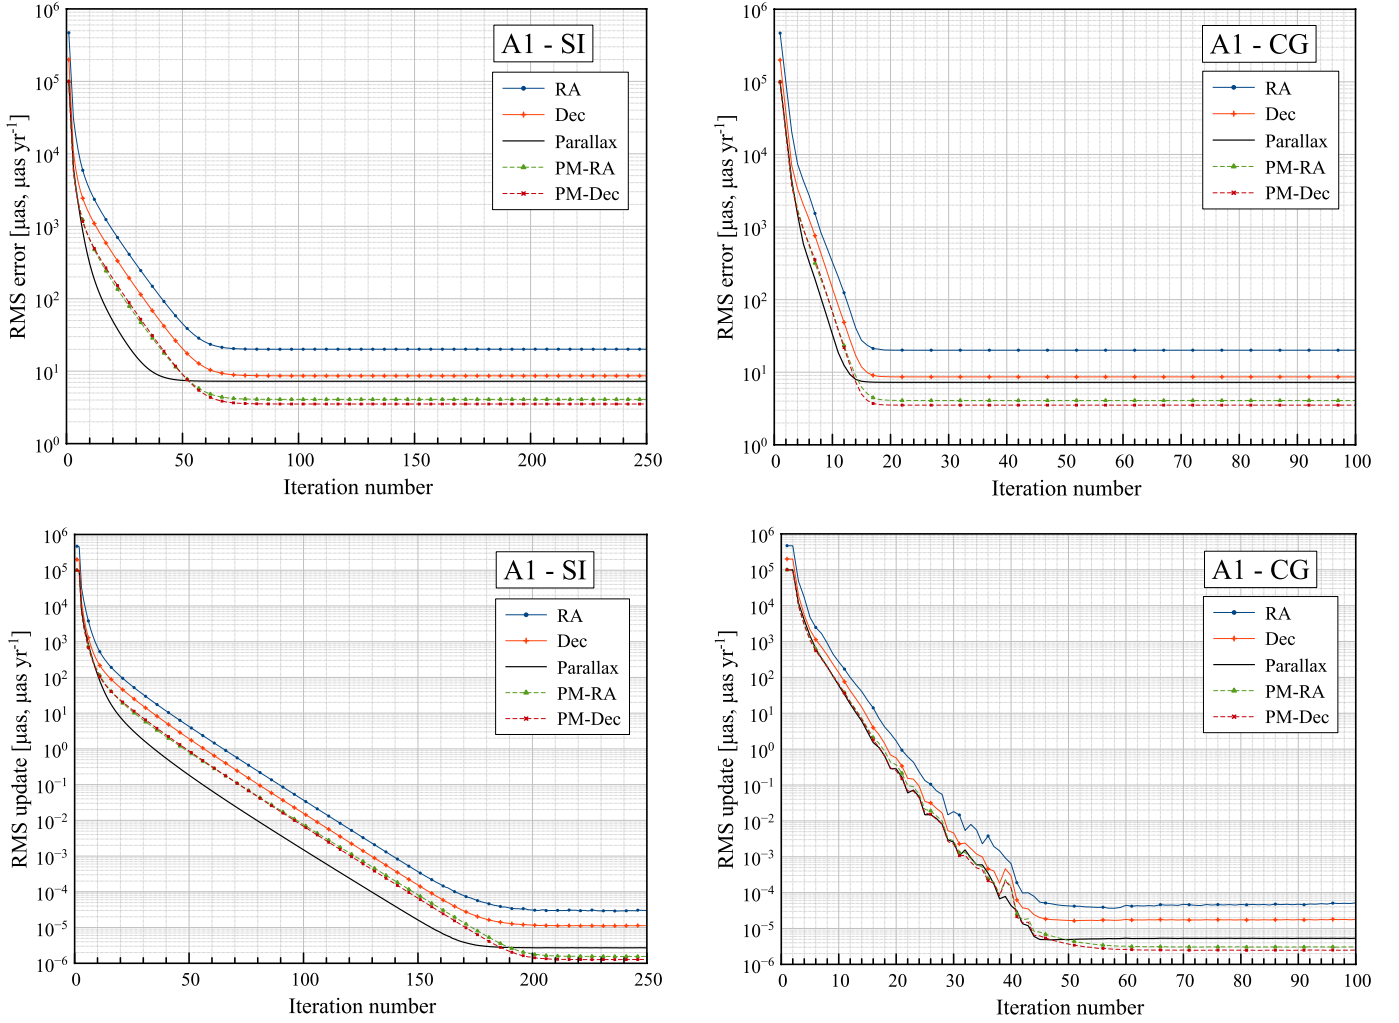 A1 - SI
RMS error [µas, µas yr⁻¹]
10⁶
10⁵
10⁴
10³
10²
10¹
10⁰
RA
Dec
Parallax
PM-RA
PM-Dec
0 50 100 150 200 250
Iteration number
A1 - CG
RMS error [µas, µas yr⁻¹]
10⁶
10⁵
10⁴
10³
10²
10¹
10⁰
RA
Dec
Parallax
PM-RA
PM-Dec
0 10 20 30 40 50 60 70 80 90 100
Iteration number
A1 - SI
RMS update [µas, µas yr⁻¹]
10⁶
10⁵
10⁴
10³
10²
10¹
10⁰
10⁻¹
10⁻²
10⁻³
10⁻⁴
10⁻⁵
10⁻⁶
RA
Dec
Parallax
PM-RA
PM-Dec
0 50 100 150 200 250
Iteration number
A1 - CG
RMS update [µas, µas yr⁻¹]
10⁶
10⁵
10⁴
10³
10²
10¹
10⁰
10⁻¹
10⁻²
10⁻³
10⁻⁴
10⁻⁵
10⁻⁶
RA
Dec
Parallax
PM-RA
PM-Dec
0 10 20 30 40 50 60 70 80 90 100
Iteration number